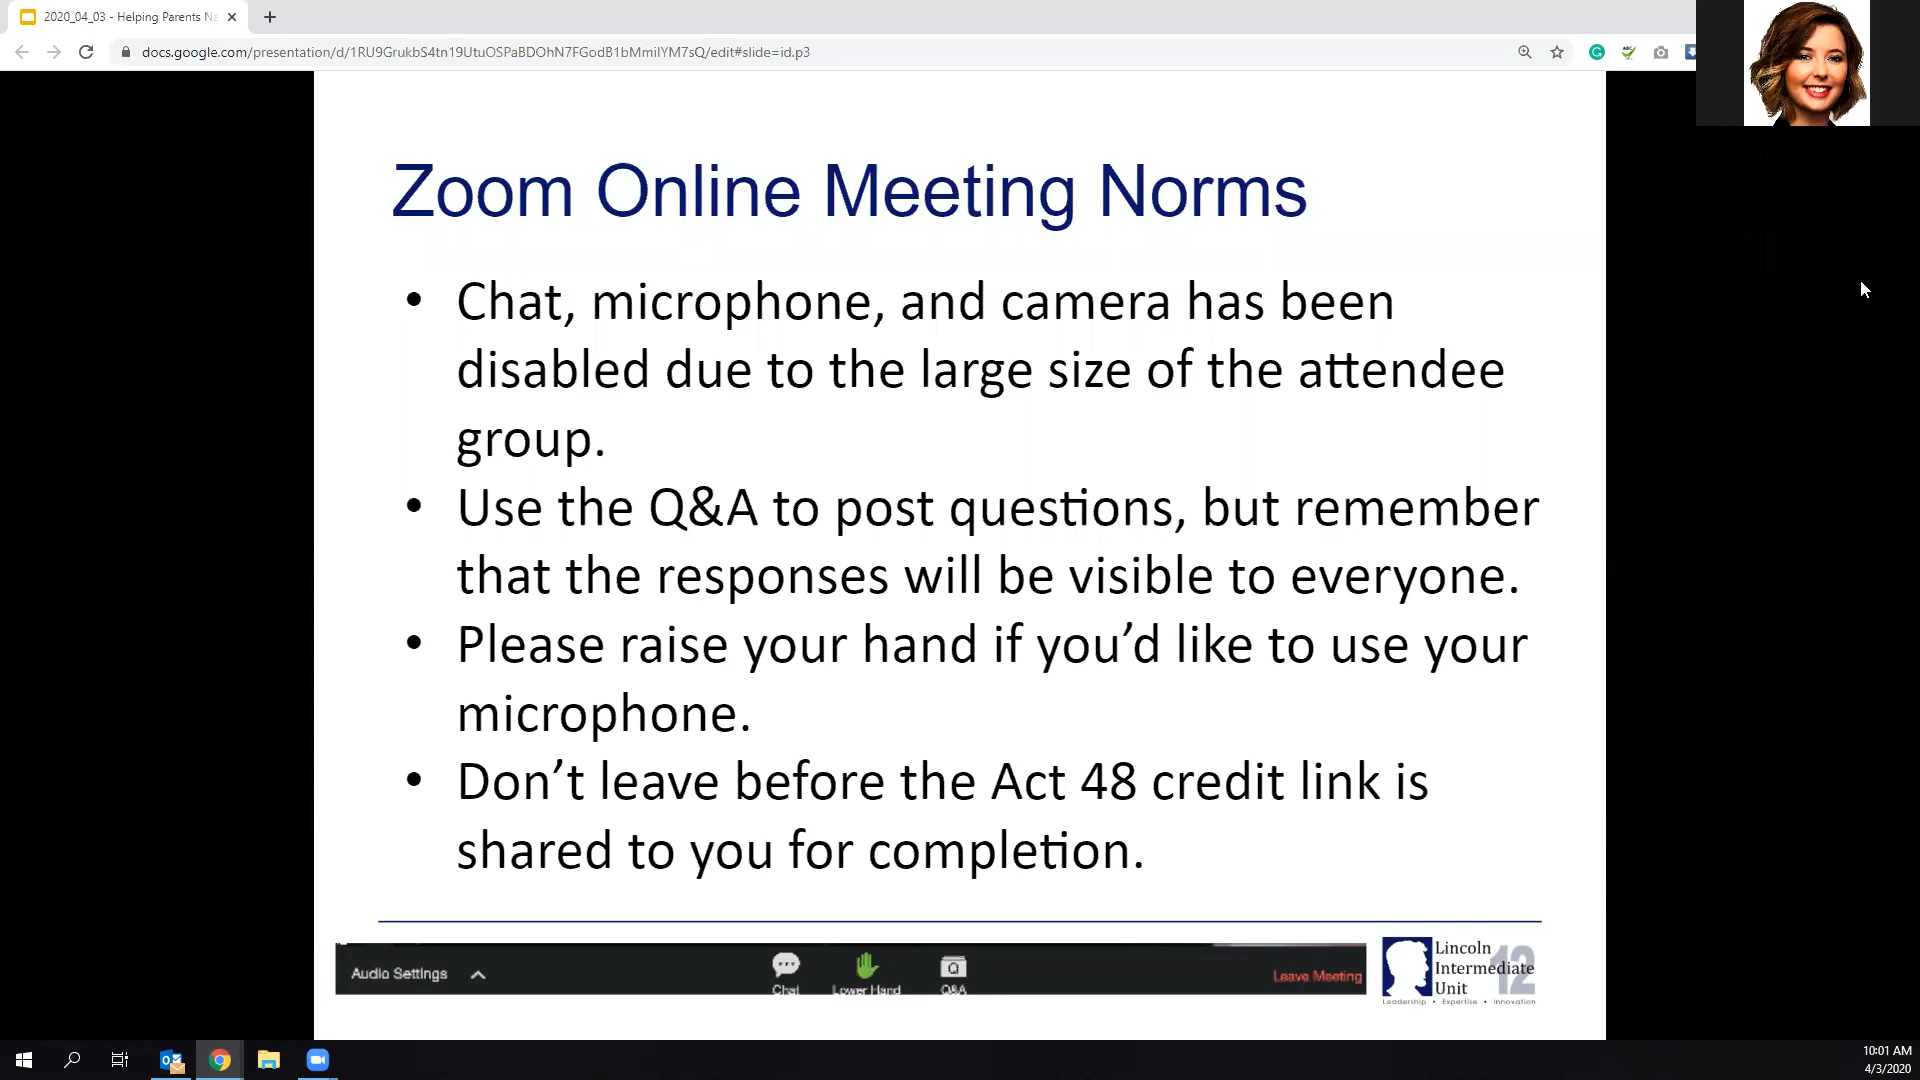 2020_04_03 - Helping Parents Na
docs.google.com/presentation/d/1RU9GrukbS4tn19UtuOSPaBDOhN7FGodB1bMmilYM7sQ/edit#slide=id.p3
Zoom Online Meeting Norms
• Chat, microphone, and camera has been
disabled due to the large size of the attendee
group.
• Use the Q&A to post questions, but remember
that the responses will be visible to everyone.
• Please raise your hand if you’d like to use your
microphone.
• Don’t leave before the Act 48 credit link is
shared to you for completion.
Audio Settings
Chat
Lower Hand
Q&A
Leave Meeting
Lincoln
Intermediate
Unit
12
Leadership • Expertise • Innovation
10:01 AM
4/3/2020